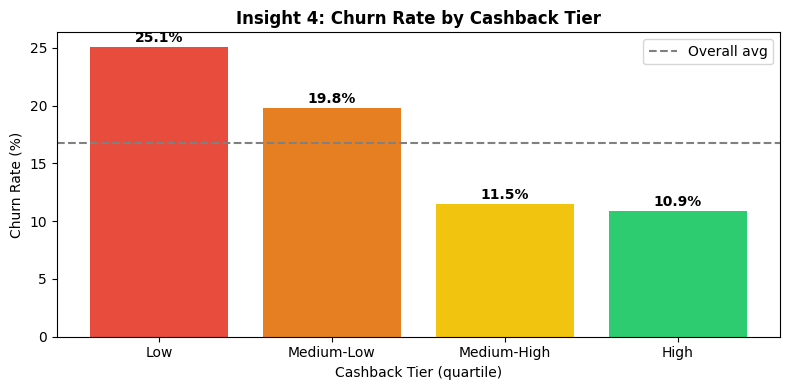 Insight 4: Churn Rate by Cashback Tier
Overall avg
25.1%
19.8%
11.5%
10.9%
Churn Rate (%)
25
20
15
10
5
0
Low
Medium-Low
Medium-High
High
Cashback Tier (quartile)